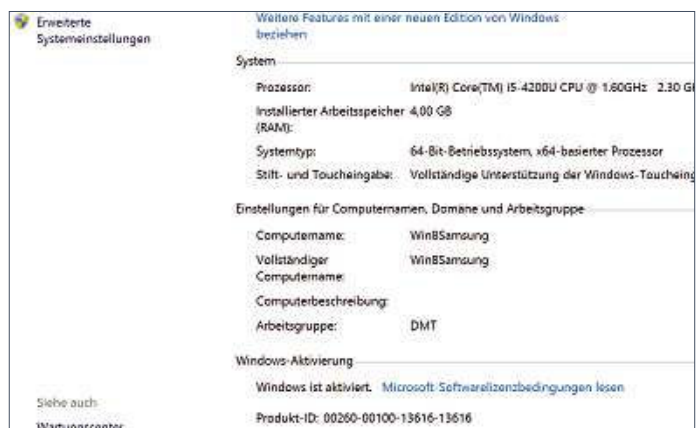 Erweiterte
Systemeinstellungen
Weitere Features mit einer neuen Edition von Windows
beziehen
System
Prozessor: Intel(R) Core(TM) i5-4200U CPU @ 1.60GHz 2.30 G
Installierter Arbeitsspeicher 4,00 GB
(RAM):
Systemtyp: 64-Bit-Betriebssystem, x64-basierter Prozessor
Stift- und Toucheingabe: Vollständige Unterstützung der Windows-Toucheing
Einstellungen für Computernamen, Domäne und Arbeitsgruppe
Computername: Win8Samsung
Vollständiger Win8Samsung
Computername:
Computerbeschreibung:
Arbeitsgruppe: DMT
Windows-Aktivierung
Windows ist aktiviert. Microsoft-Softwarelizenzbedingungen lesen
Produkt-ID: 00260-00100-13616-13616
Siehe auch
Wartungscenter